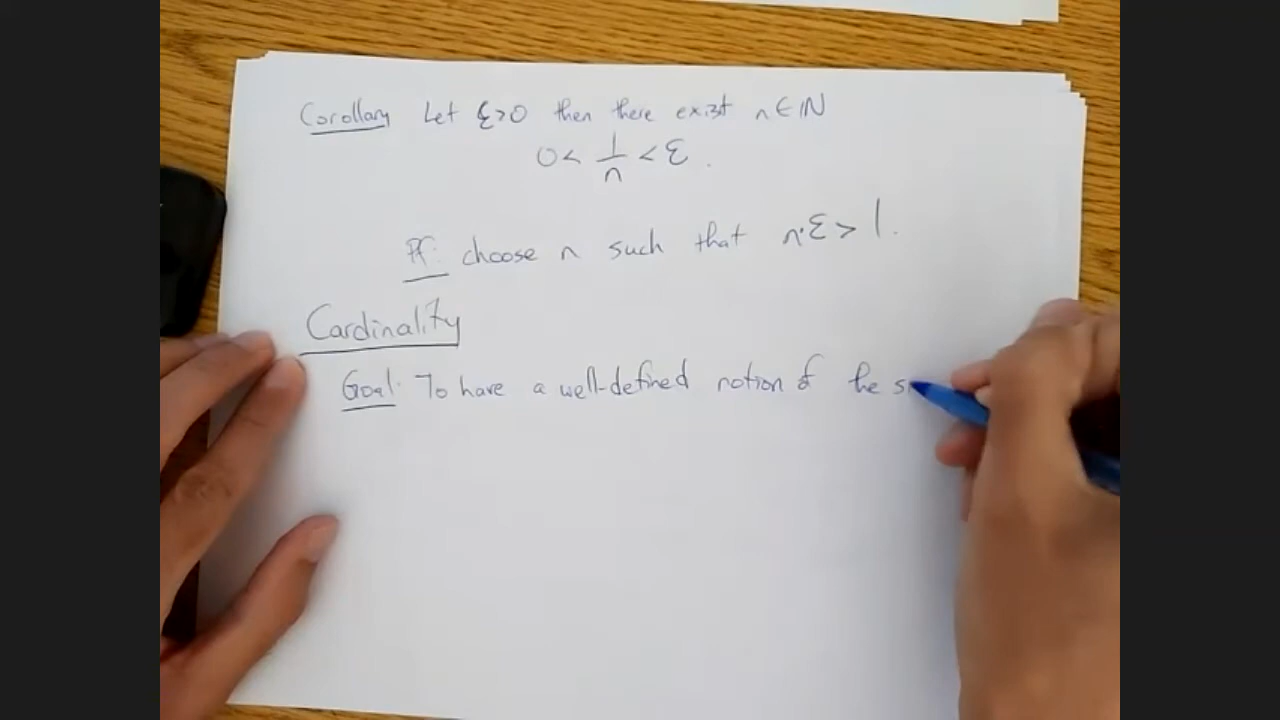 Corollary Let ε>0 then there exist n∈ℕ
0 < 1/n < ε.
Pf: choose n such that n·ε > 1.
Cardinality
Goal: To have a well-defined notion of the s